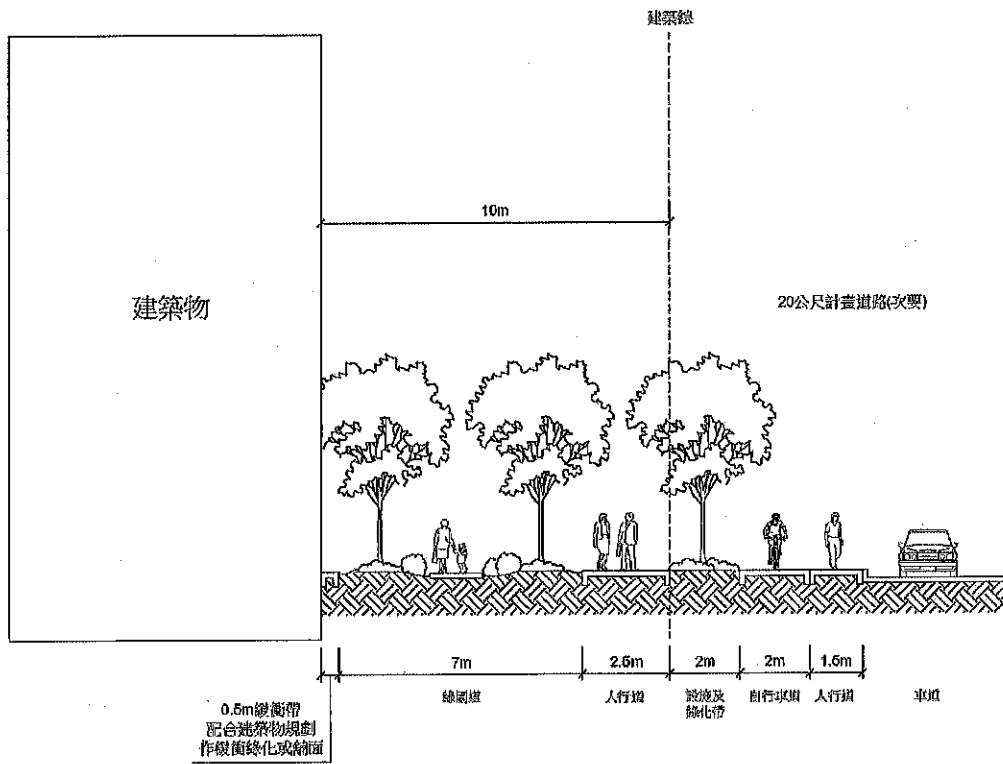 建築線
10m
建築物
20公尺計畫道路(次要)
7m
2.5m
2m
2m
1.5m
綠園道
人行道
設施及
綠化帶
自行車道
人行道
車道
0.5m緩衝帶
配合建築物規劃
作緩衝綠化或鋪面